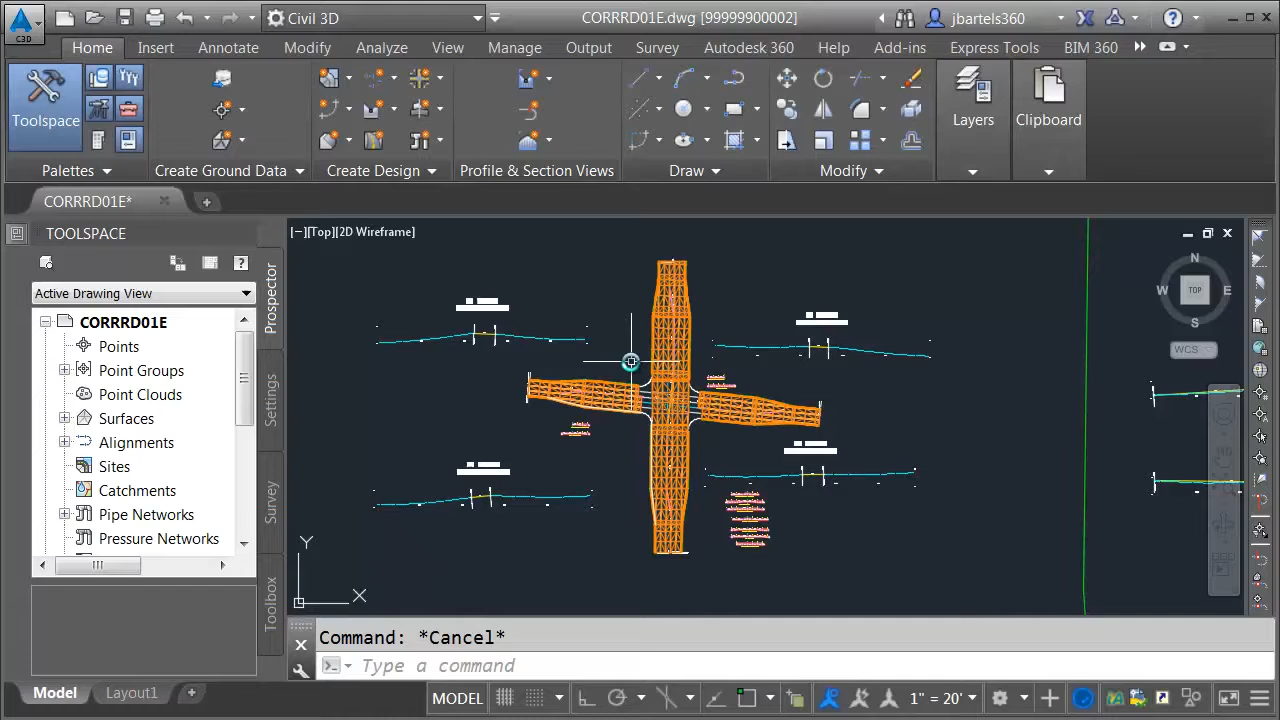 Civil 3D
CORRRD01E.dwg [99999900002]
jbartels360
C3D
Home Insert Annotate Modify Analyze View Manage Output Survey Autodesk 360 Help Add-ins Express Tools BIM 360
Toolspace
Layers
Clipboard
Palettes
Create Ground Data
Create Design
Profile & Section Views
Draw
Modify
CORRRD01E*
TOOLSPACE
Active Drawing View
CORRRD01E
Points
Point Groups
Point Clouds
Surfaces
Alignments
Sites
Catchments
Pipe Networks
Pressure Networks
Prospector
Settings
Survey
Toolbox
[−][Top][2D Wireframe]
N
W TOP E
S
WCS
Y
X
Command: *Cancel*
Type a command
Model Layout1
MODEL
1" = 20'